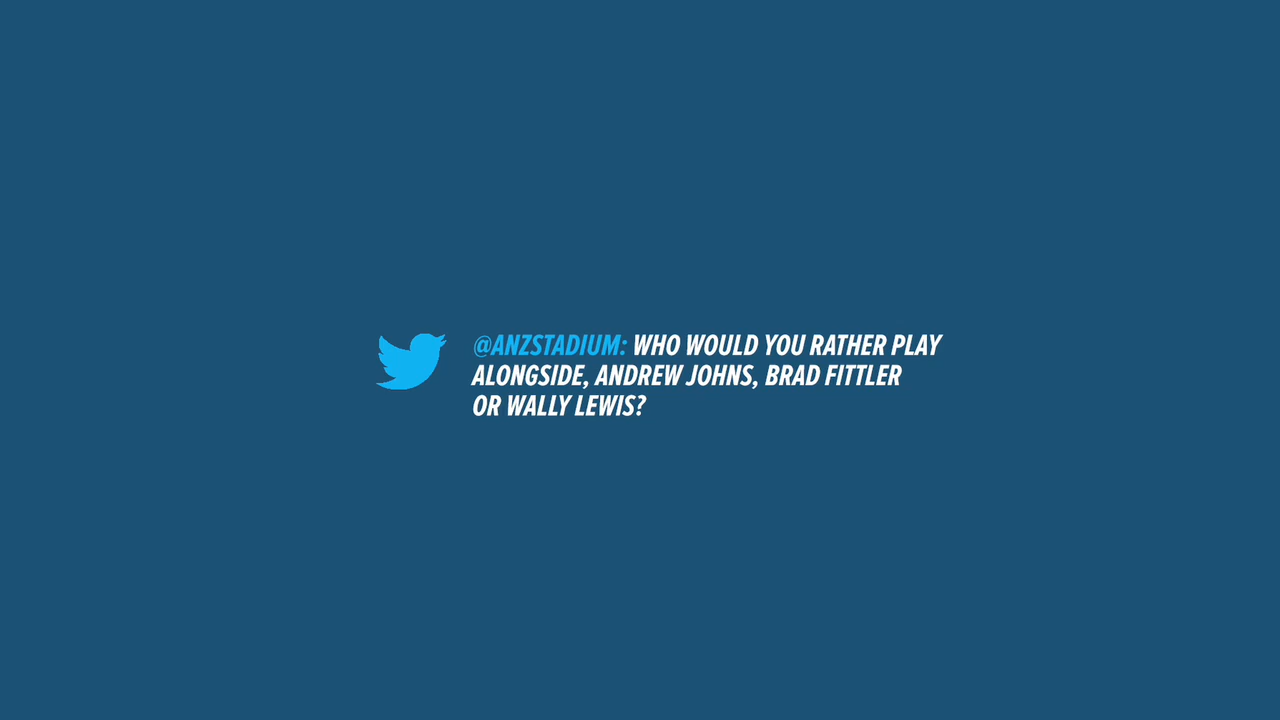 @ANZSTADIUM: WHO WOULD YOU RATHER PLAY
ALONGSIDE, ANDREW JOHNS, BRAD FITTLER
OR WALLY LEWIS?